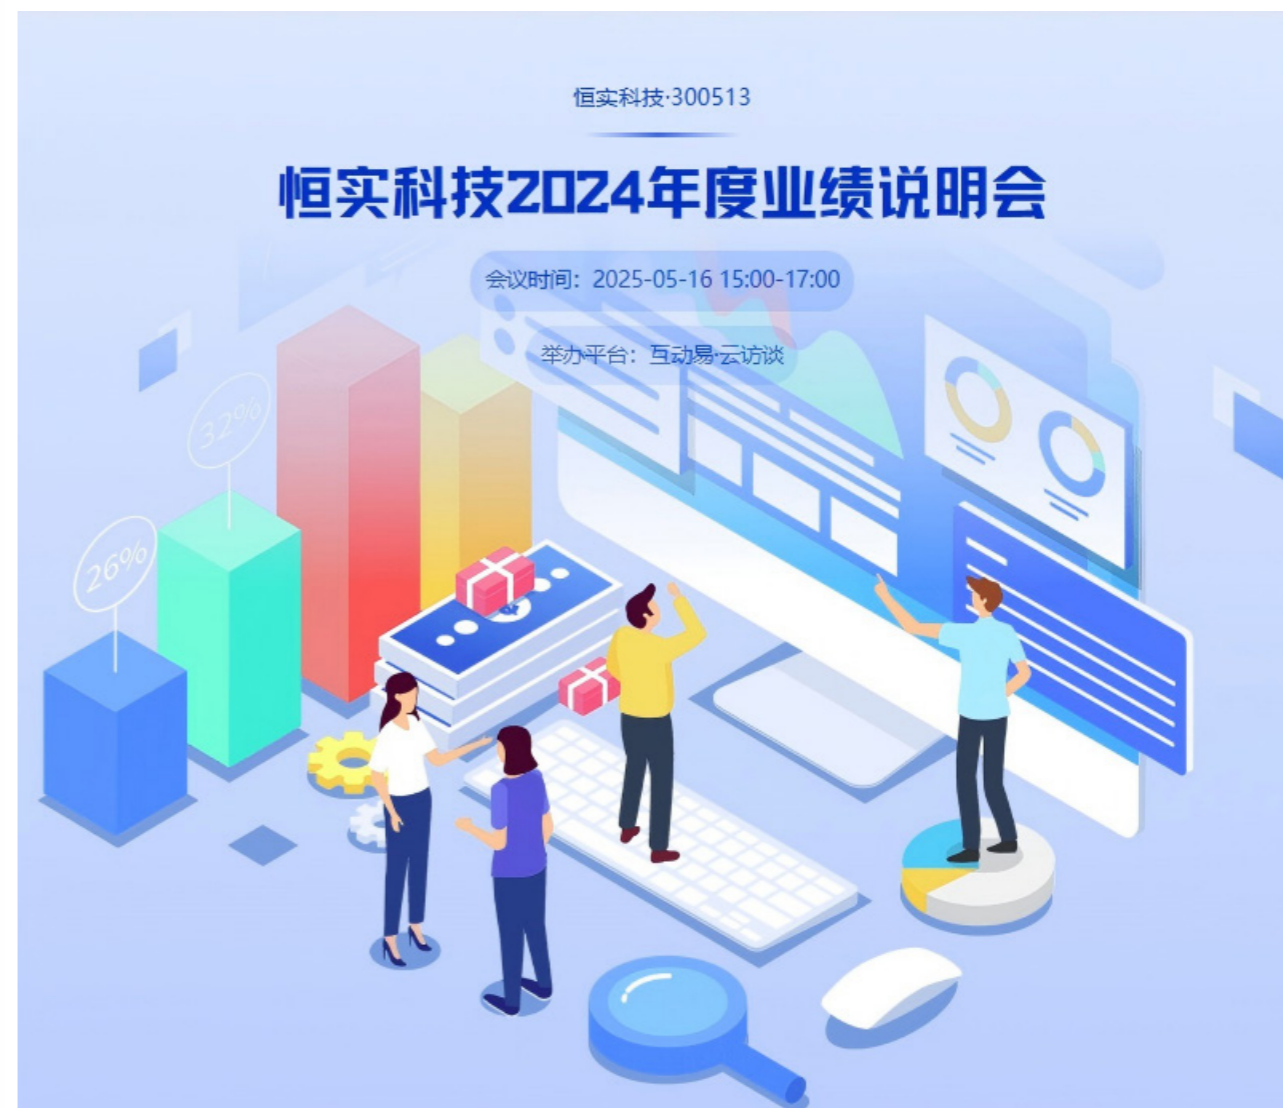 恒实科技·300513
恒实科技2024年度业绩说明会
会议时间：2025-05-16 15:00-17:00
举办平台：互动易·云访谈
32%
26%